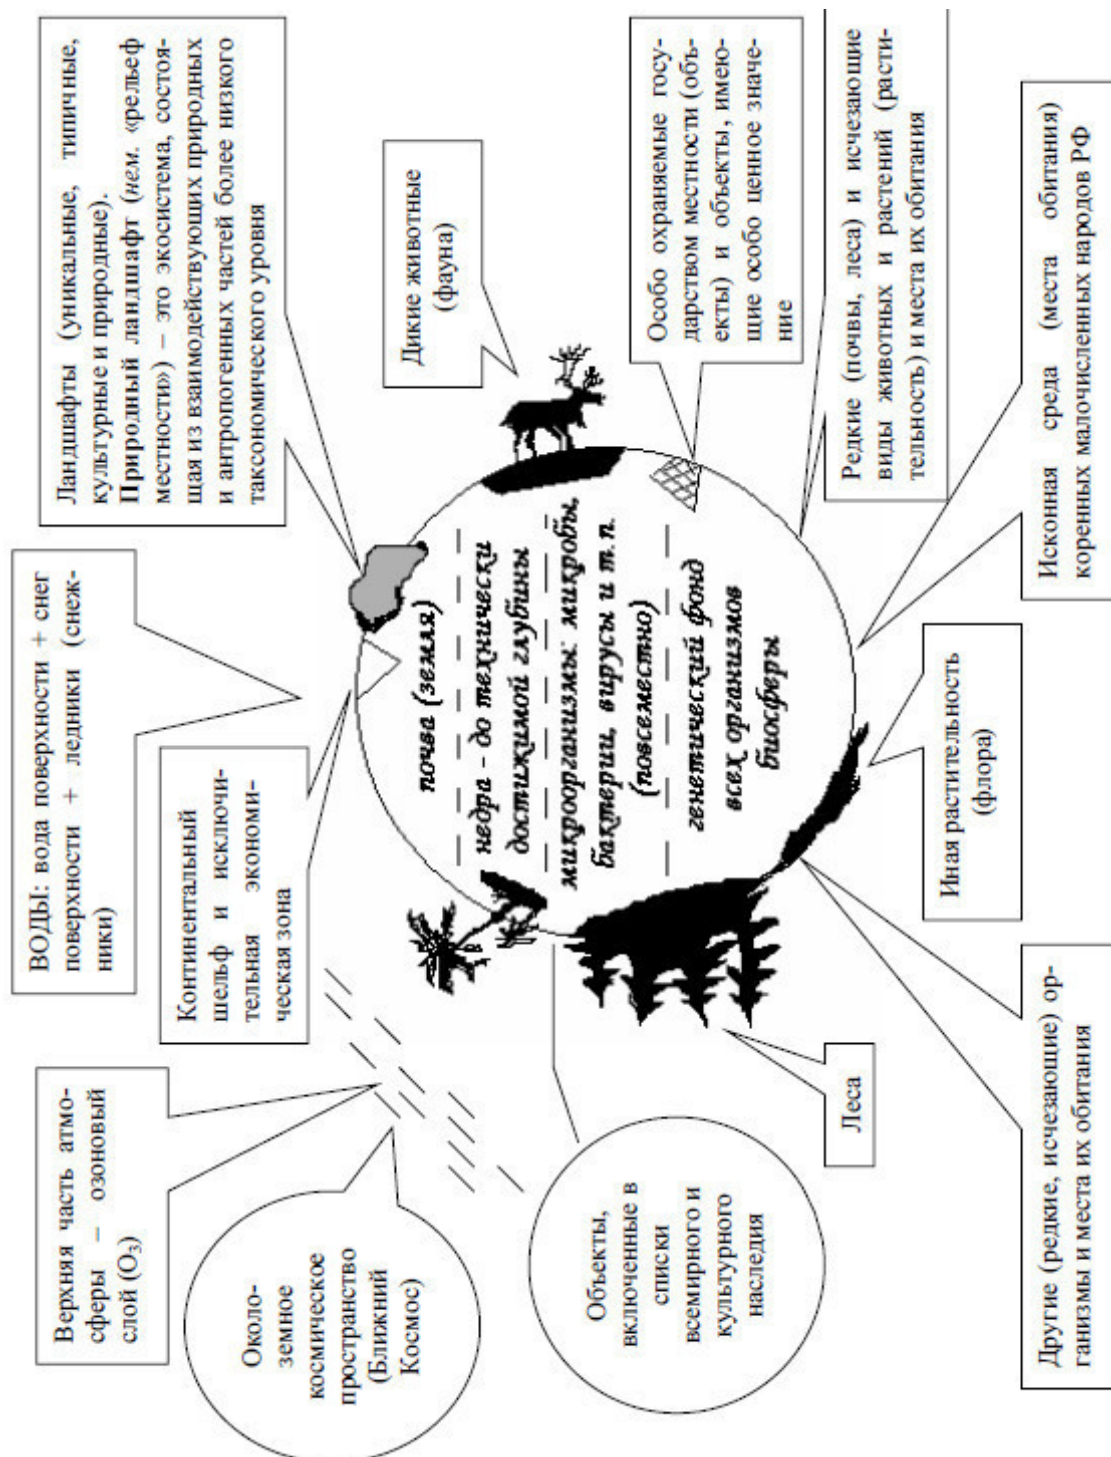 Верхняя часть атмо-
сферы – озоновый
слой (O₃)
ВОДЫ: вода поверхности + снег
поверхности + ледники (снеж-
ники)
Ландшафты (уникальные, типичные,
культурные и природные).
Природный ландшафт (нем. «рельеф
местности») – это экосистема, состоя-
щая из взаимодействующих природных
и антропогенных частей более низкого
таксономического уровня
Континентальный
шельф и исключи-
тельная экономи-
ческая зона
Около-
земное
космическое
пространство
(Ближний
Космос)
Дикие животные
(фауна)
почва (земля)
недра - до технически
достижимой глубины
микроорганизмы: микробы,
бактерии, вирусы и т.п.
(повсеместно)
генетический фонд
всех организмов
биосферы
Объекты,
включенные в
списки
всемирного и
культурного
наследия
Особо охраняемые госу-
дарством местности (объ-
екты) и объекты, имею-
щие особо ценное значе-
ние
Леса
Редкие (почвы, леса) и исчезающие
виды животных и растений (расти-
тельность) и места их обитания
Иная растительность
(флора)
Другие (редкие, исчезающие) ор-
ганизмы и места их обитания
Исконная среда (места обитания)
коренных малочисленных народов РФ